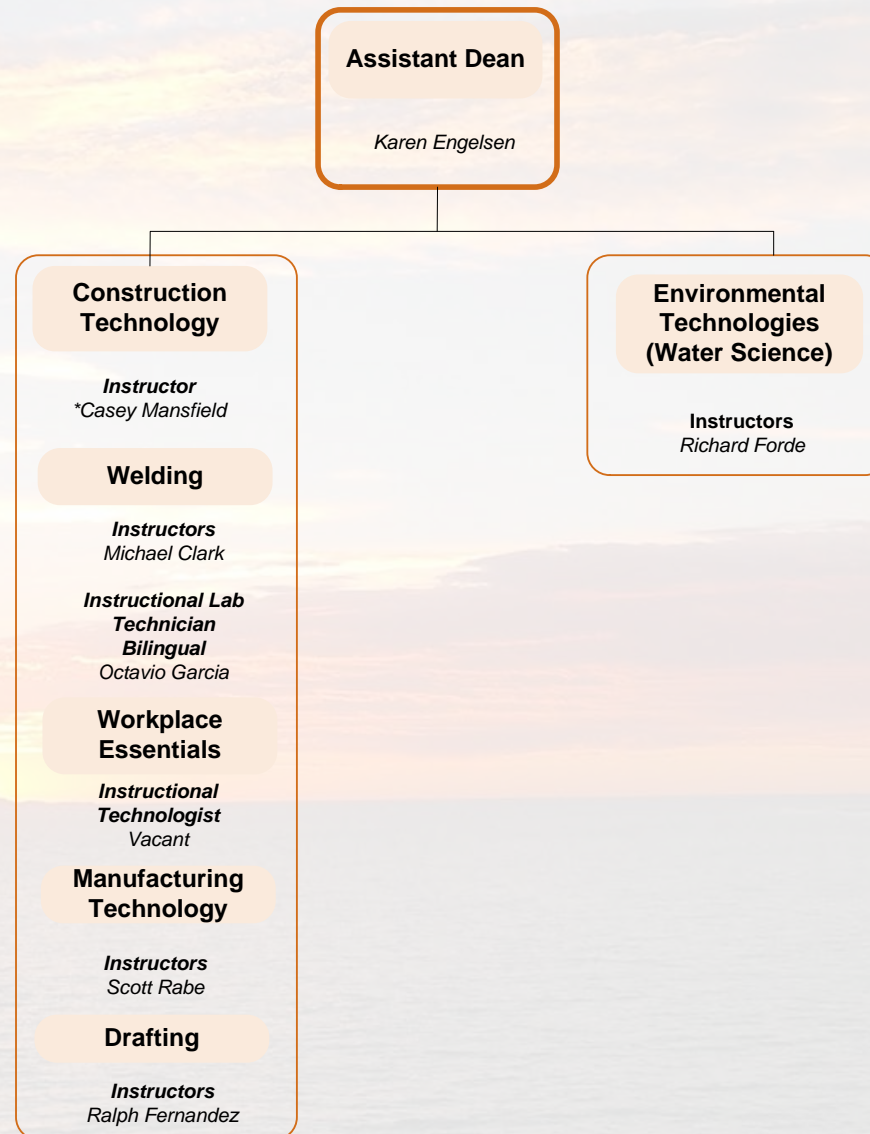 Assistant Dean
Karen Engelsen
Construction
Technology
Instructor
*Casey Mansfield
Welding
Instructors
Michael Clark
Instructional Lab
Technician
Bilingual
Octavio Garcia
Workplace
Essentials
Instructional
Technologist
Vacant
Manufacturing
Technology
Instructors
Scott Rabe
Drafting
Instructors
Ralph Fernandez
Environmental
Technologies
(Water Science)
Instructors
Richard Forde